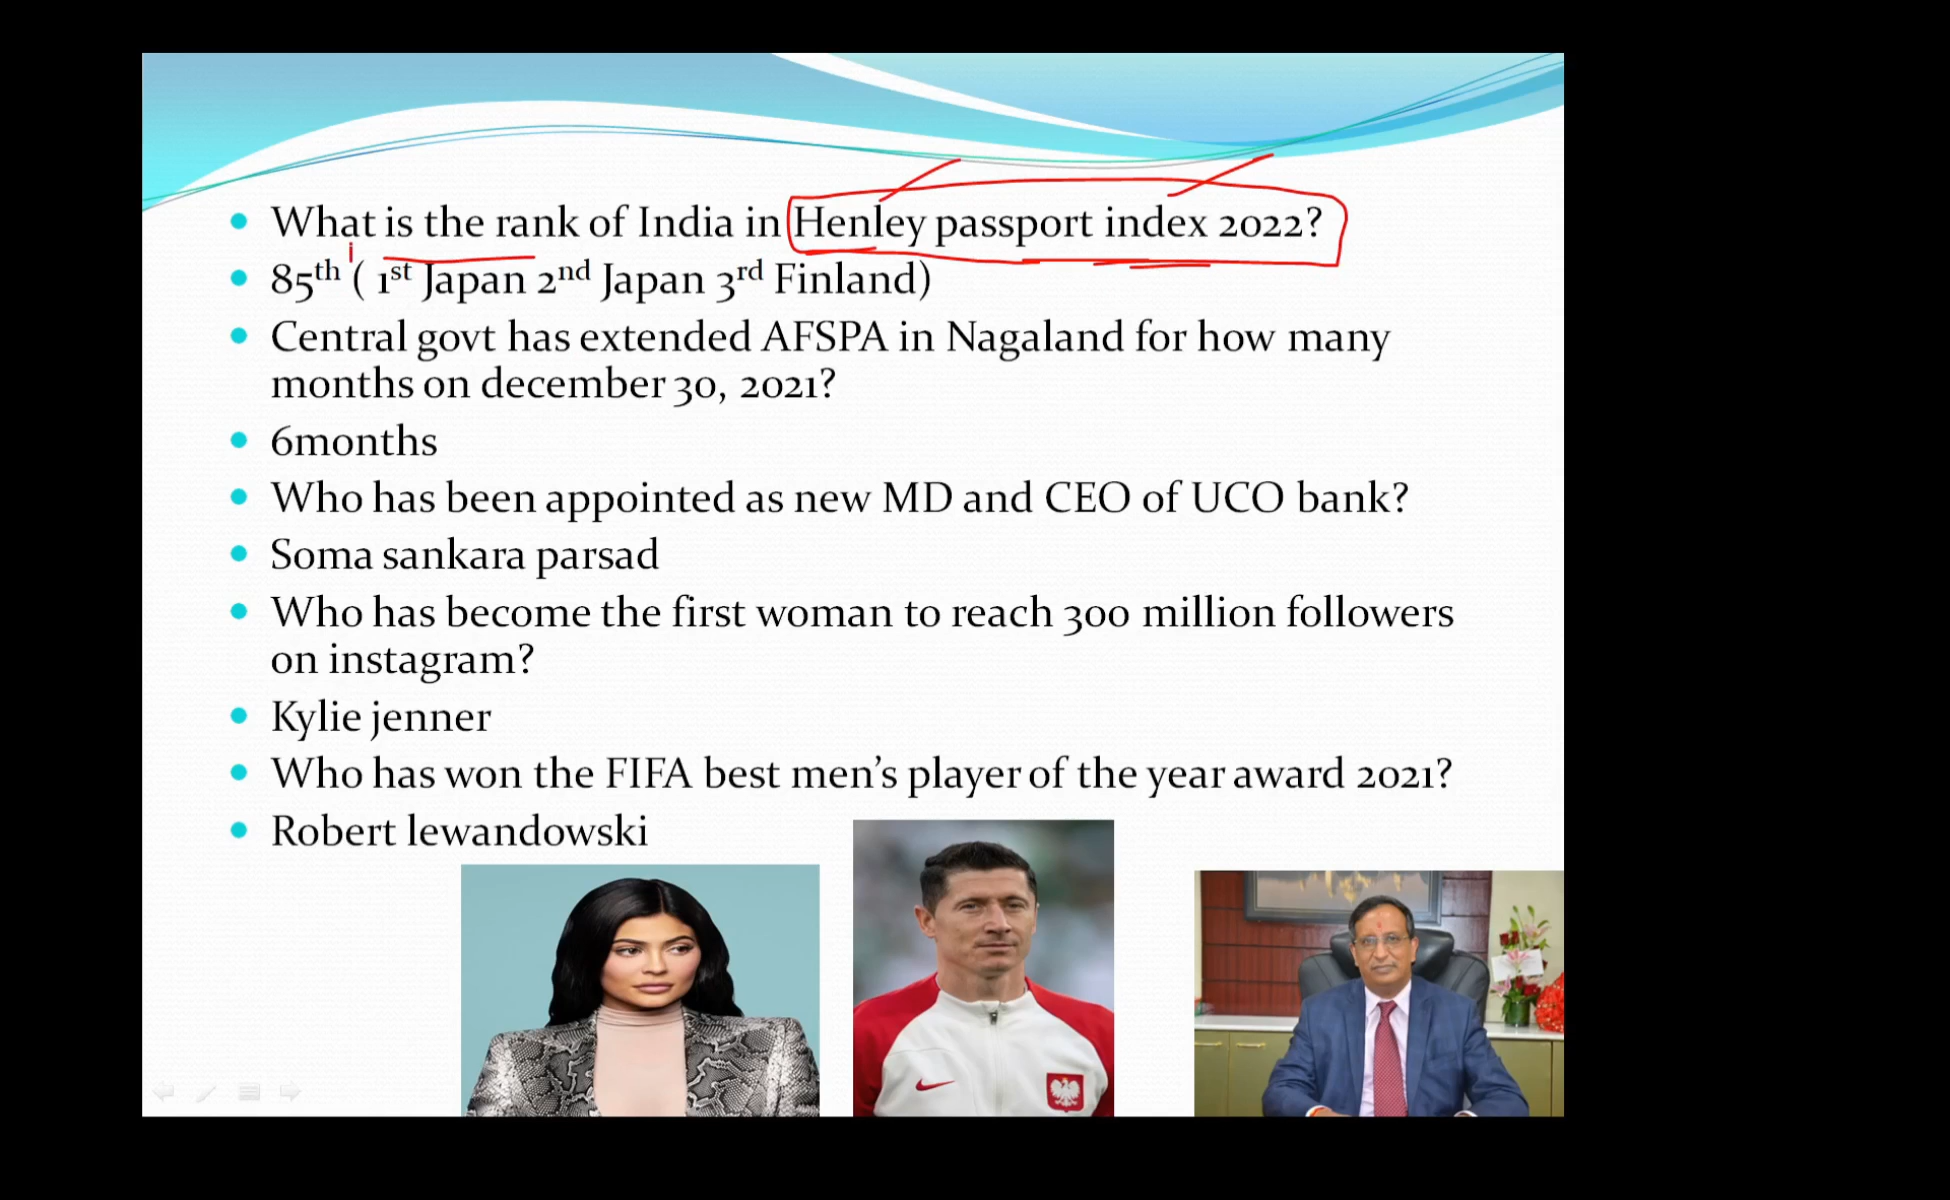 What is the rank of India in Henley passport index 2022?
85th ( 1st Japan 2nd Japan 3rd Finland)
Central govt has extended AFSPA in Nagaland for how many
months on december 30, 2021?
6months
Who has been appointed as new MD and CEO of UCO bank?
Soma sankara parsad
Who has become the first woman to reach 300 million followers
on instagram?
Kylie jenner
Who has won the FIFA best men’s player of the year award 2021?
Robert lewandowski